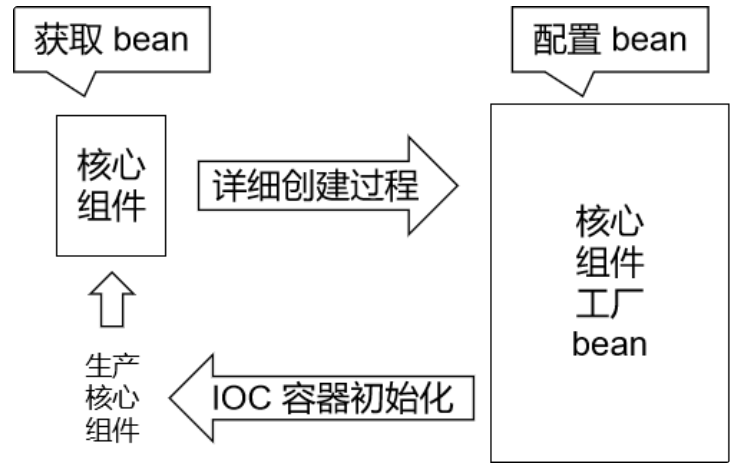 获取 bean
配置 bean
核心
组件
详细创建过程
核心
组件
工厂
bean
生产
核心
组件
IOC 容器初始化